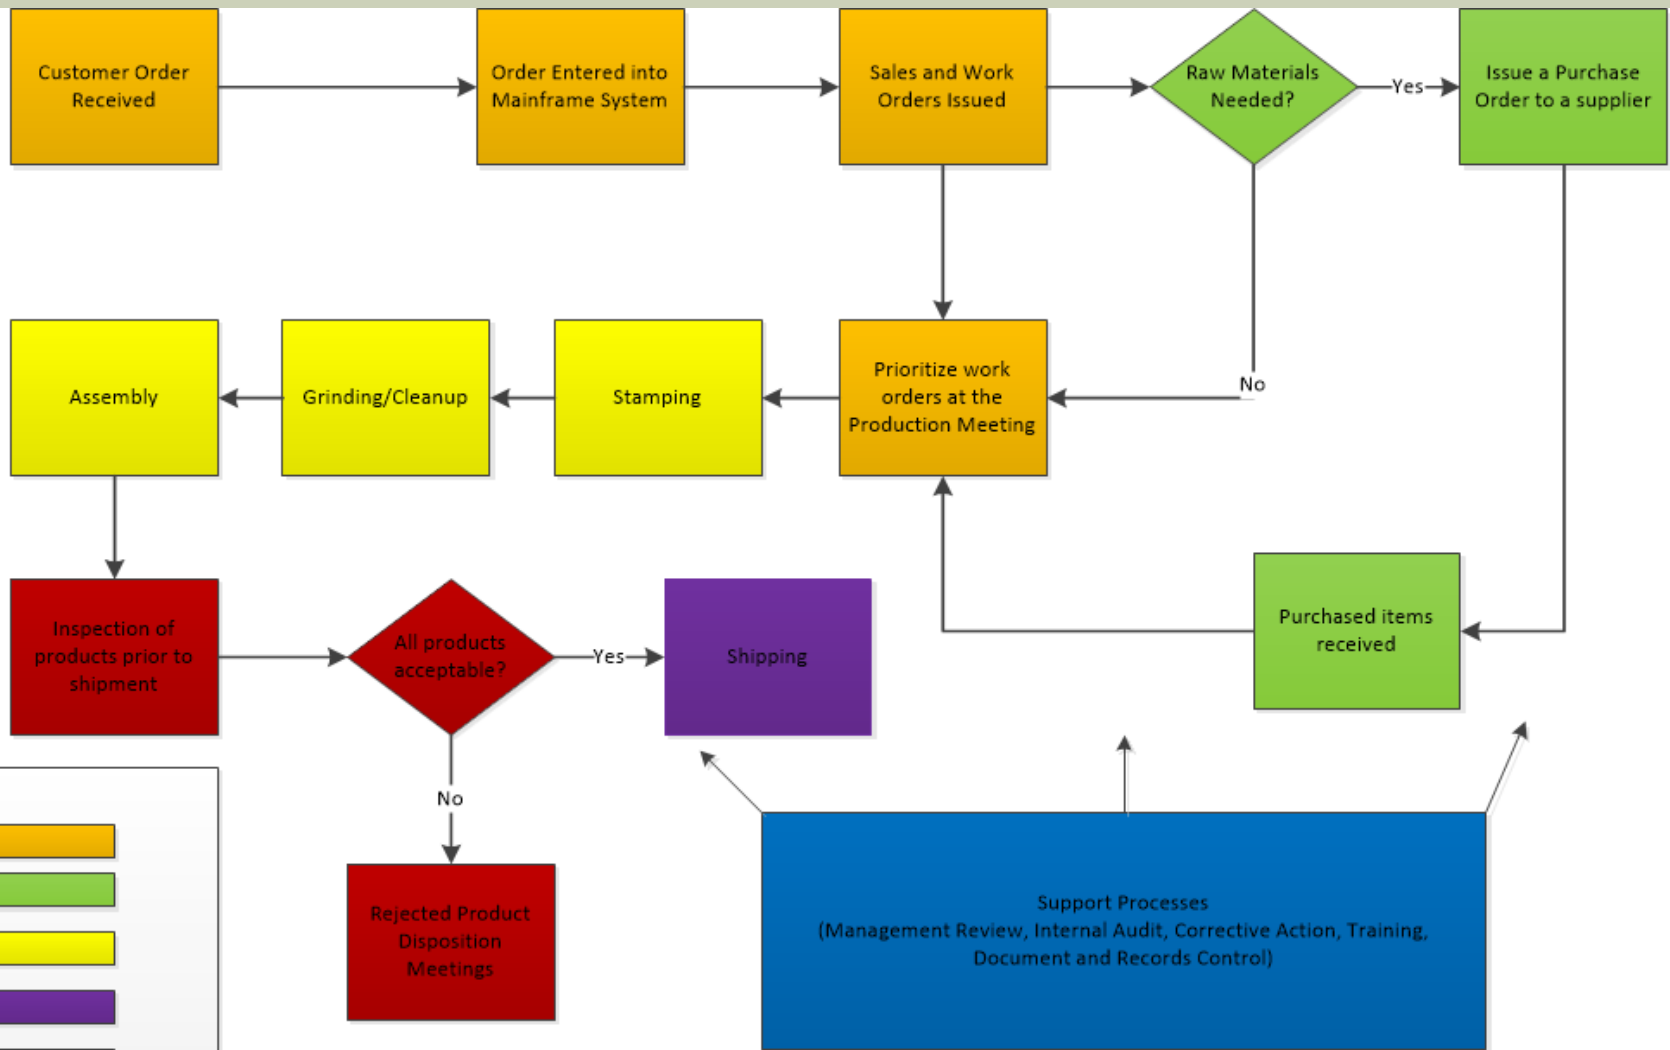 Customer Order
Received
Order Entered into
Mainframe System
Sales and Work
Orders Issued
Raw Materials
Needed?
Yes
Issue a Purchase
Order to a supplier
Assembly
Grinding/Cleanup
Stamping
Prioritize work
orders at the
Production Meeting
No
Inspection of
products prior to
shipment
All products
acceptable?
Yes
Shipping
Purchased items
received
No
Rejected Product
Disposition
Meetings
Support Processes
(Management Review, Internal Audit, Corrective Action, Training,
Document and Records Control)